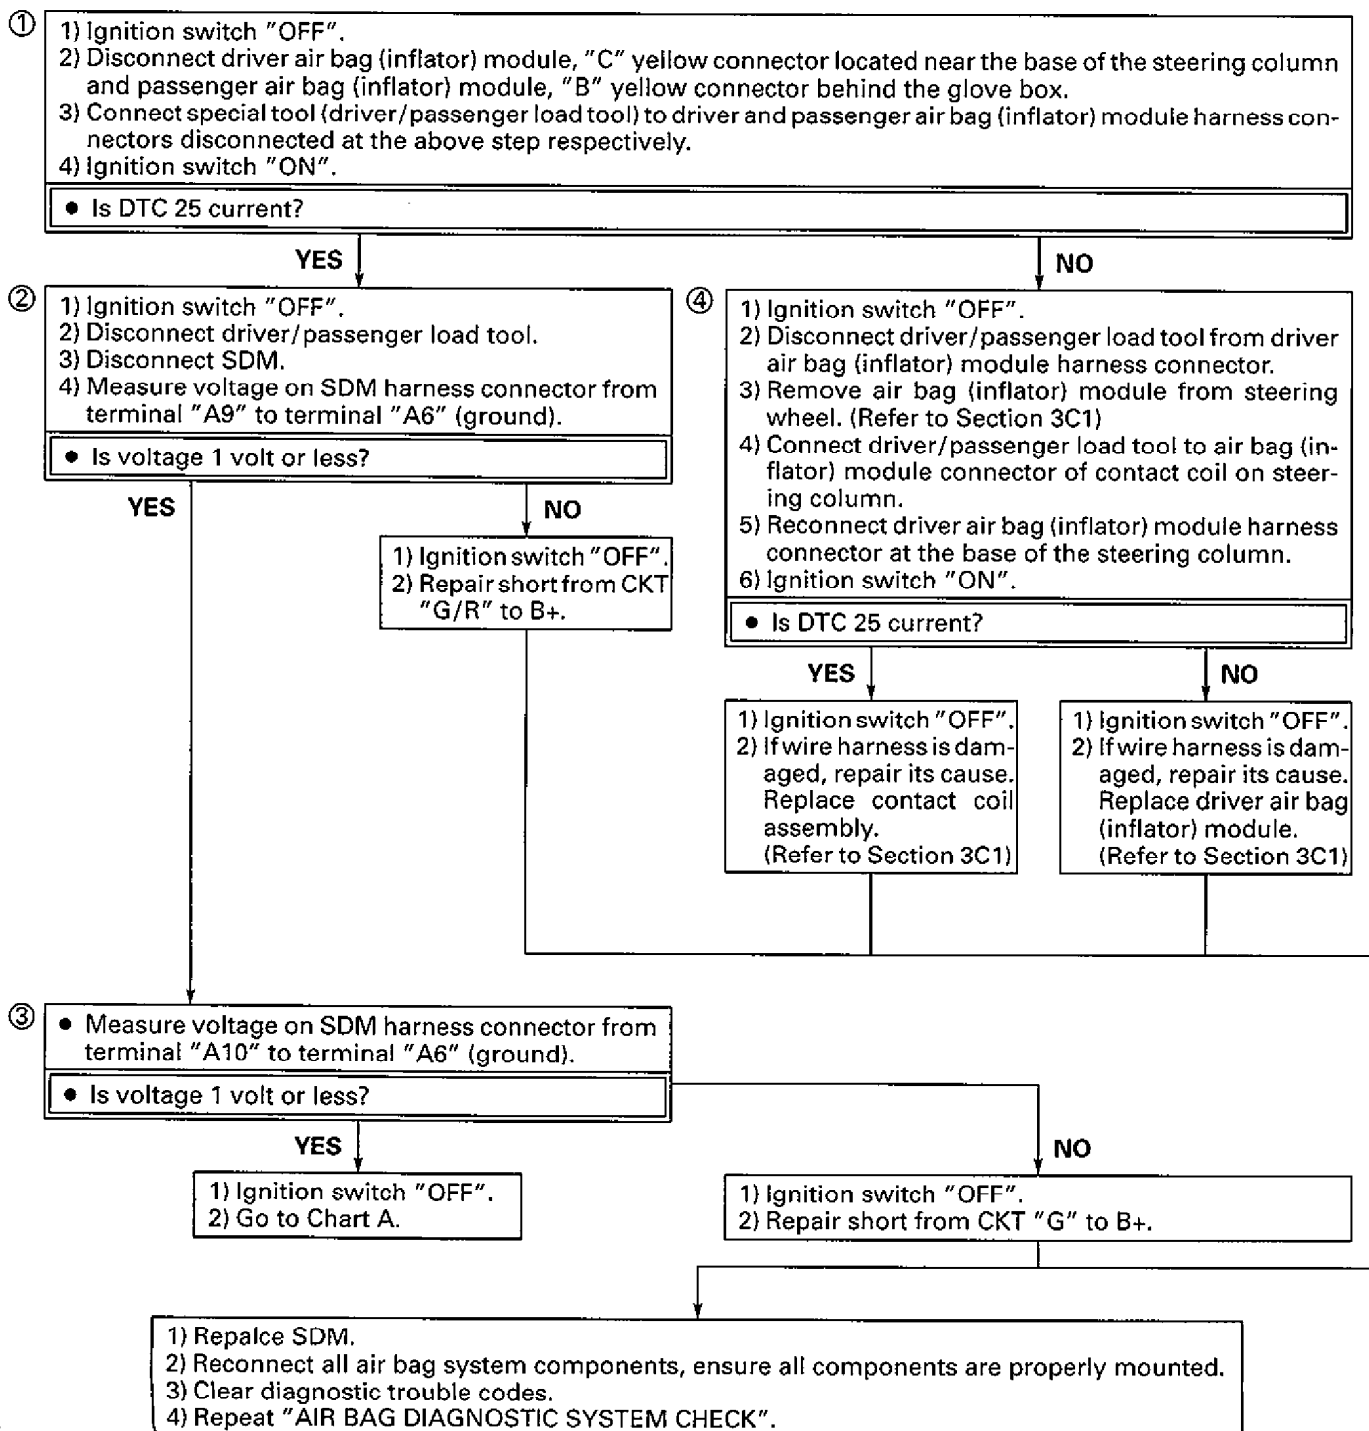 ①
1) Ignition switch "OFF".
2) Disconnect driver air bag (inflator) module, "C" yellow connector located near the base of the steering column
and passenger air bag (inflator) module, "B" yellow connector behind the glove box.
3) Connect special tool (driver/passenger load tool) to driver and passenger air bag (inflator) module harness con-
nectors disconnected at the above step respectively.
4) Ignition switch "ON".
• Is DTC 25 current?
YES
NO
②
1) Ignition switch "OFF".
2) Disconnect driver/passenger load tool.
3) Disconnect SDM.
4) Measure voltage on SDM harness connector from
terminal "A9" to terminal "A6" (ground).
• Is voltage 1 volt or less?
YES
NO
1) Ignition switch "OFF".
2) Repair short from CKT
"G/R" to B+.
④
1) Ignition switch "OFF".
2) Disconnect driver/passenger load tool from driver
air bag (inflator) module harness connector.
3) Remove air bag (inflator) module from steering
wheel. (Refer to Section 3C1)
4) Connect driver/passenger load tool to air bag (in-
flator) module connector of contact coil on steer-
ing column.
5) Reconnect driver air bag (inflator) module harness
connector at the base of the steering column.
6) Ignition switch "ON".
• Is DTC 25 current?
YES
NO
1) Ignition switch "OFF".
2) If wire harness is dam-
aged, repair its cause.
Replace contact coil
assembly.
(Refer to Section 3C1)
1) Ignition switch "OFF".
2) If wire harness is dam-
aged, repair its cause.
Replace driver air bag
(inflator) module.
(Refer to Section 3C1)
③
• Measure voltage on SDM harness connector from
terminal "A10" to terminal "A6" (ground).
• Is voltage 1 volt or less?
YES
NO
1) Ignition switch "OFF".
2) Go to Chart A.
1) Ignition switch "OFF".
2) Repair short from CKT "G" to B+.
1) Repalce SDM.
2) Reconnect all air bag system components, ensure all components are properly mounted.
3) Clear diagnostic trouble codes.
4) Repeat "AIR BAG DIAGNOSTIC SYSTEM CHECK".